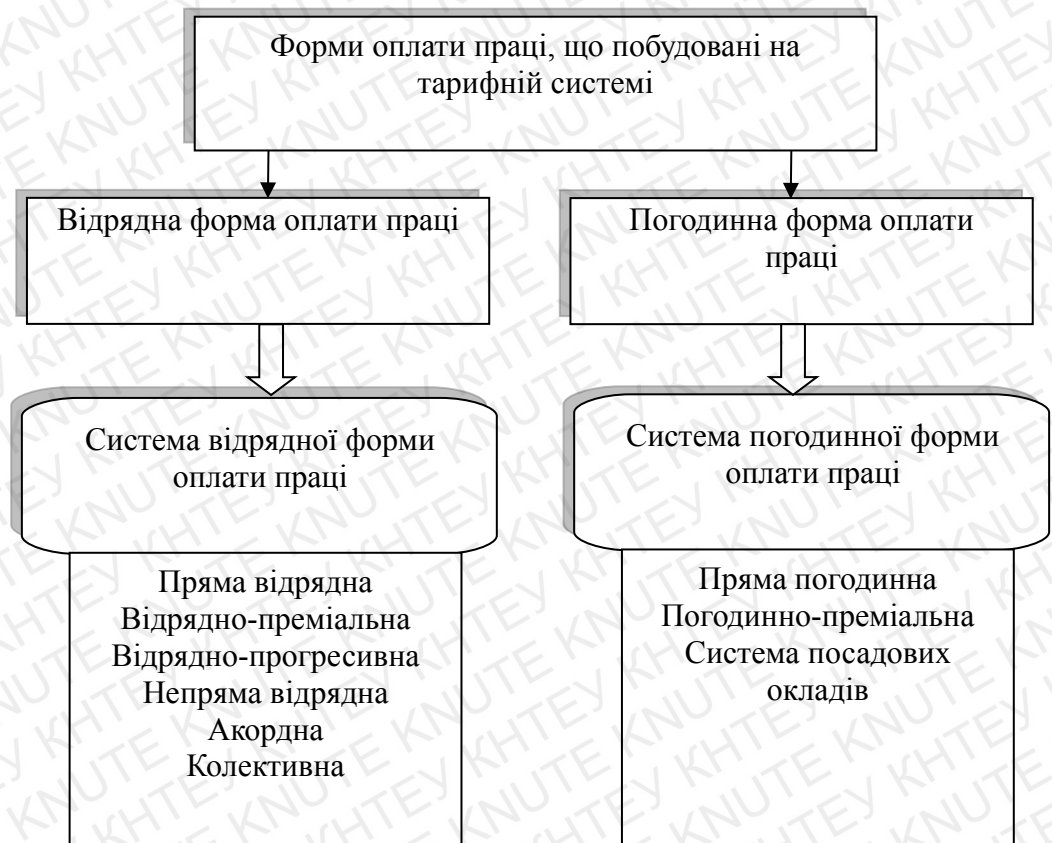 Форми оплати праці, що побудовані на
тарифній системі
Відрядна форма оплати праці
Погодинна форма оплати
праці
Система відрядної форми
оплати праці
Система погодинної форми
оплати праці
Пряма відрядна
Відрядно-преміальна
Відрядно-прогресивна
Непряма відрядна
Акордна
Колективна
Пряма погодинна
Погодинно-преміальна
Система посадових
окладів